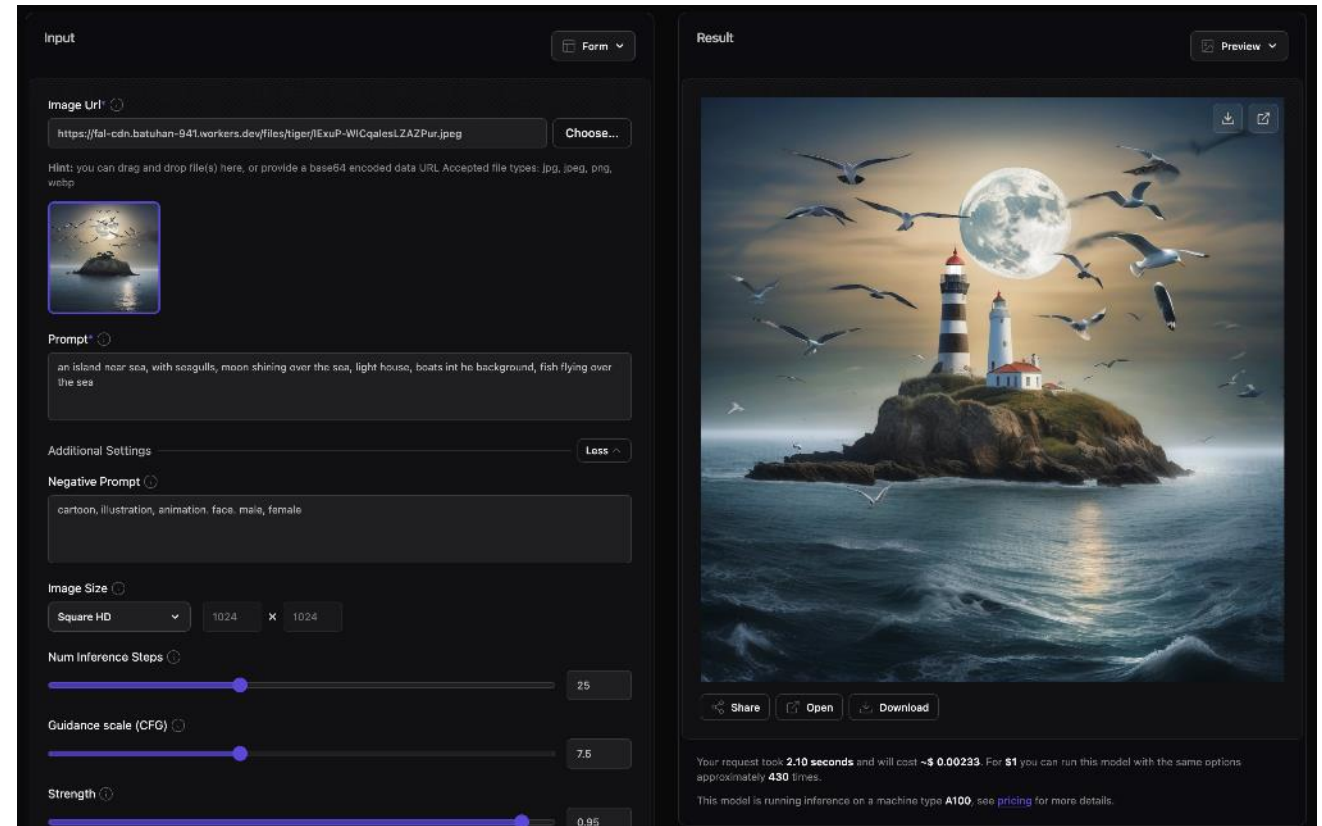 Input
Form
Image Url*
https://fal-cdn.batuhan-941.workers.dev/files/tiger/IExuP-WICqalesLZAZPur.jpeg
Choose...
Hint: you can drag and drop file(s) here, or provide a base64 encoded data URL Accepted file types: jpg, jpeg, png,
webp
Prompt*
an island near sea, with seagulls, moon shining over the sea, light house, boats int he background, fish flying over
the sea
Additional Settings
Less
Negative Prompt
cartoon, illustration, animation. face. male, female
Image Size
Square HD
1024 × 1024
Num Inference Steps
25
Guidance scale (CFG)
7.5
Strength
0.95
Result
Preview
Share
Open
Download
Your request took 2.10 seconds and will cost ~$ 0.00233. For $1 you can run this model with the same options
approximately 430 times.
This model is running inference on a machine type A100, see pricing for more details.